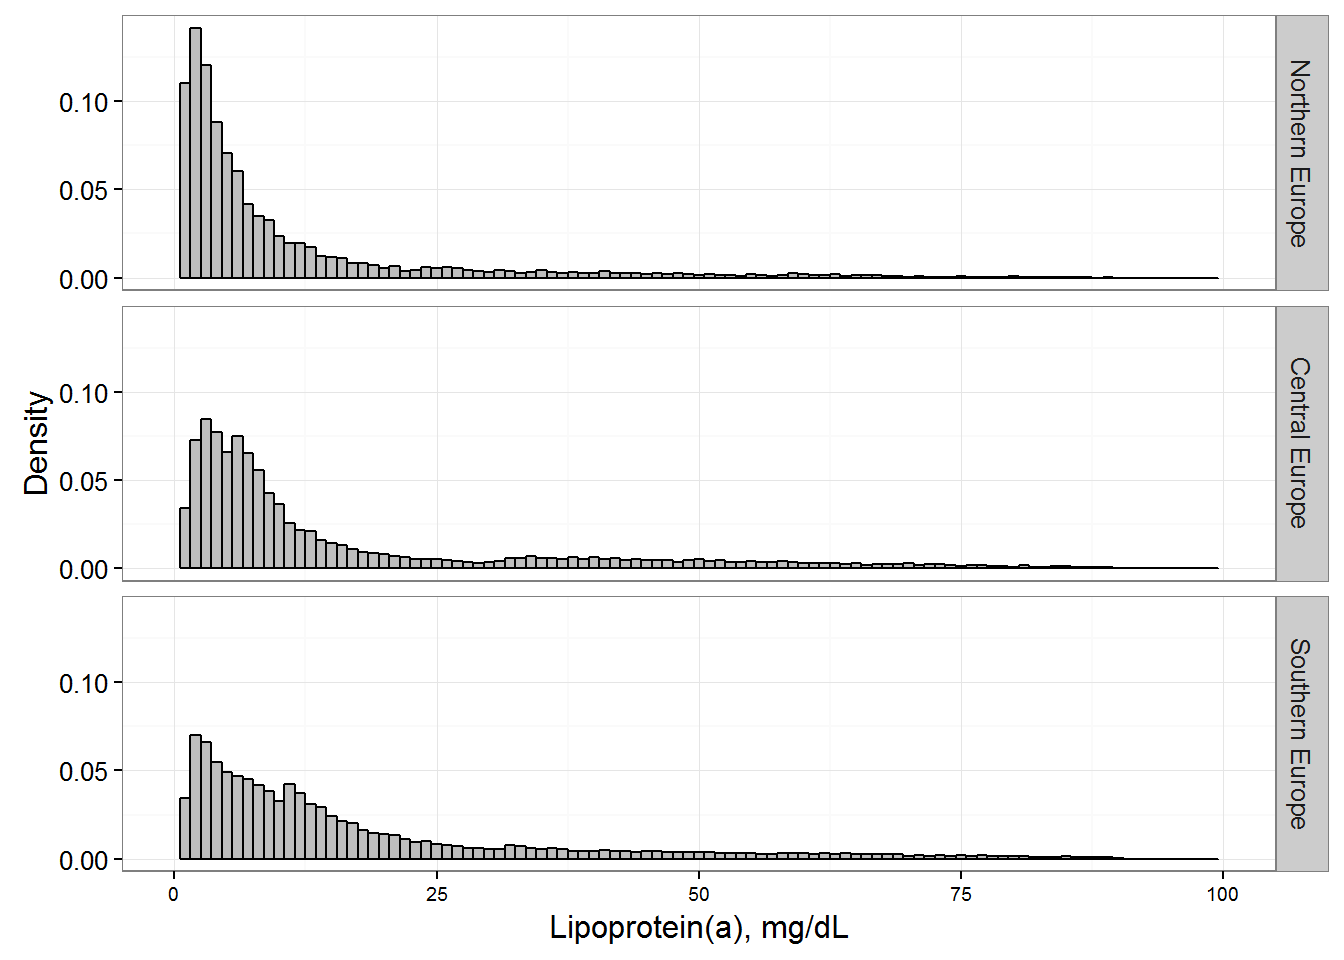 0.10
0.05
0.00
Northern Europe
Density
0.10
0.05
0.00
Central Europe
0.10
0.05
0.00
Southern Europe
0 25 50 75 100
Lipoprotein(a), mg/dL